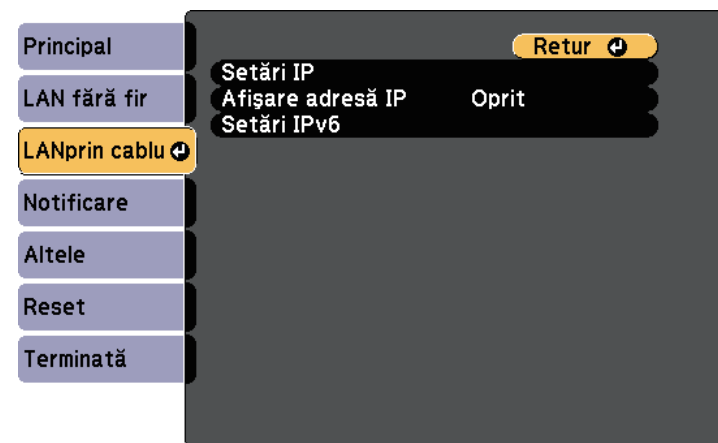 Principal
LAN fără fir
LANprin cablu
Notificare
Altele
Reset
Terminată
Retur
Setări IP
Afişare adresă IP Oprit
Setări IPv6